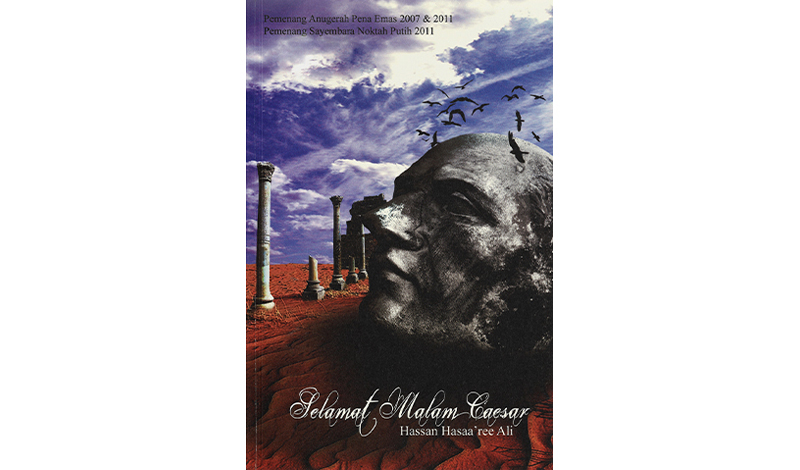 Pemenang Anugerah Pena Emas 2007 & 2011
Pemenang Sayembara Noktah Putih 2011
Selamat Malam Caesar
Hassan Hasaa'ree Ali